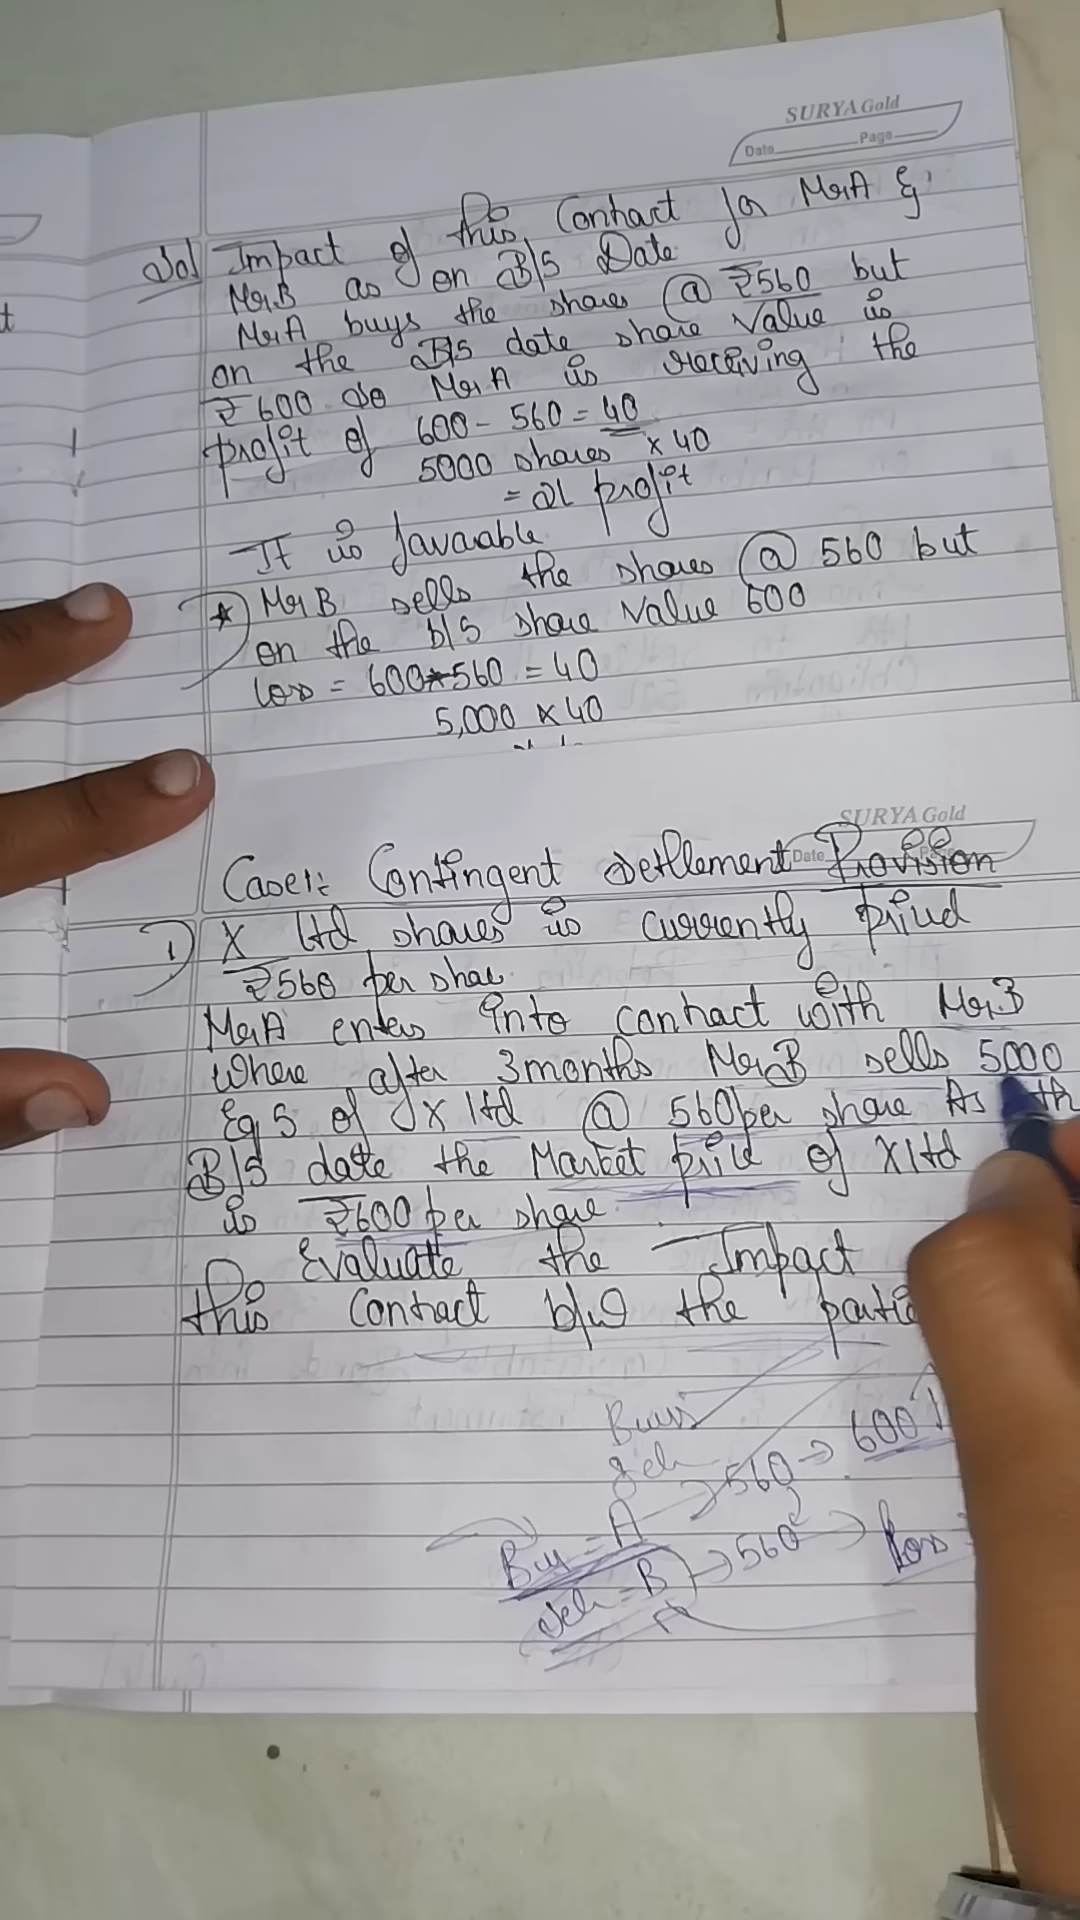 SURYA Gold
Date Page
Sol Impact of this Contract for Mr.A &
Mr.B as on B/S Date
Mr.A buys the shares @ ₹560 but
on the B/S date share Value is
₹600 so Mr A is receiving the
profit of 600 - 560 = 40
5000 shares × 40
= 2L profit
It is favarable
* Mr B sells the shares @ 560 but
on the b/s share Value 600
loss = 600 560 = 40
5,000 × 40
SURYA Gold
Date
Case1: Contingent Settlement Provision
1) X ltd shares is currently priced
₹560 per share
Mr.A enters into contract with Mr.B
where after 3 months Mr.B sells 5000
Eq S of X ltd @ 560 per share As th
B/S date the Market price of X ltd
is ₹600 per share
Evaluate the Impact
this contract b/w the partie
560 → 600
Buy = A
Sell = B → 560 → loss